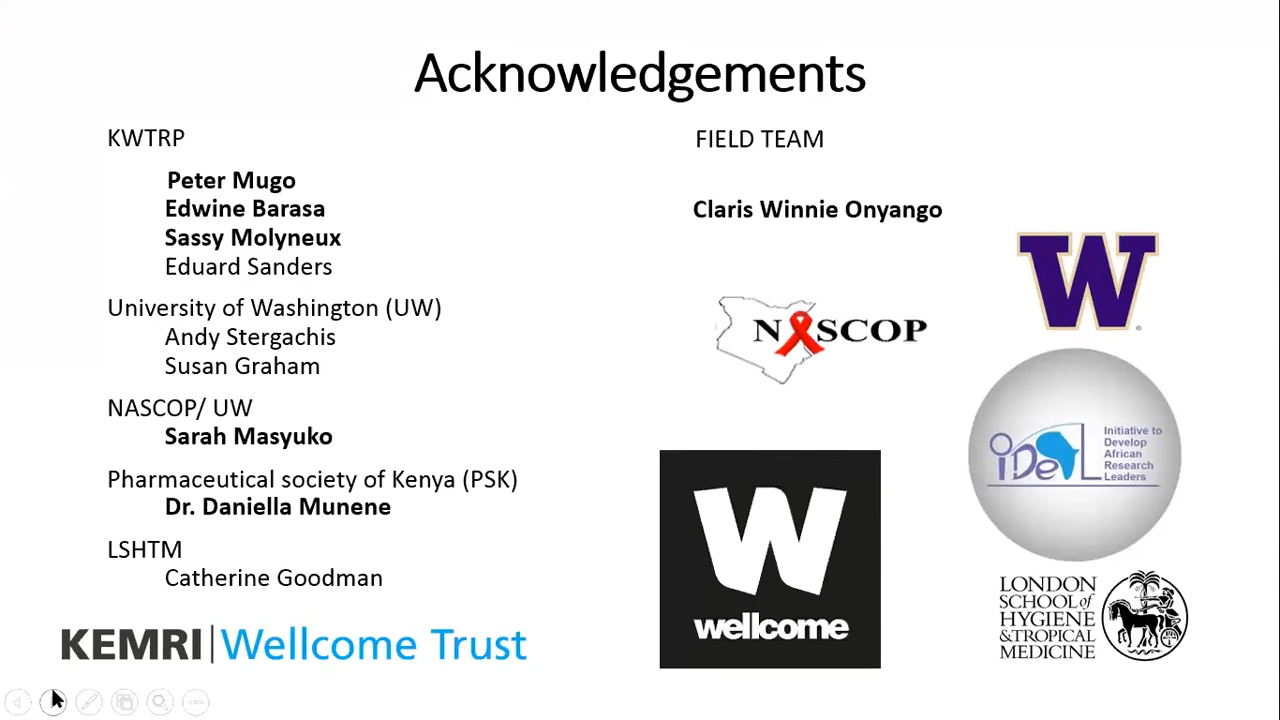 Acknowledgements
KWTRP
Peter Mugo
Edwine Barasa
Sassy Molyneux
Eduard Sanders
University of Washington (UW)
Andy Stergachis
Susan Graham
NASCOP/ UW
Sarah Masyuko
Pharmaceutical society of Kenya (PSK)
Dr. Daniella Munene
LSHTM
Catherine Goodman
KEMRI|Wellcome Trust
FIELD TEAM
Claris Winnie Onyango
W
NASCOP
iDeAL
Initiative to
Develop
African
Research
Leaders
W
wellcome
LONDON
SCHOOL of
HYGIENE
&TROPICAL
MEDICINE